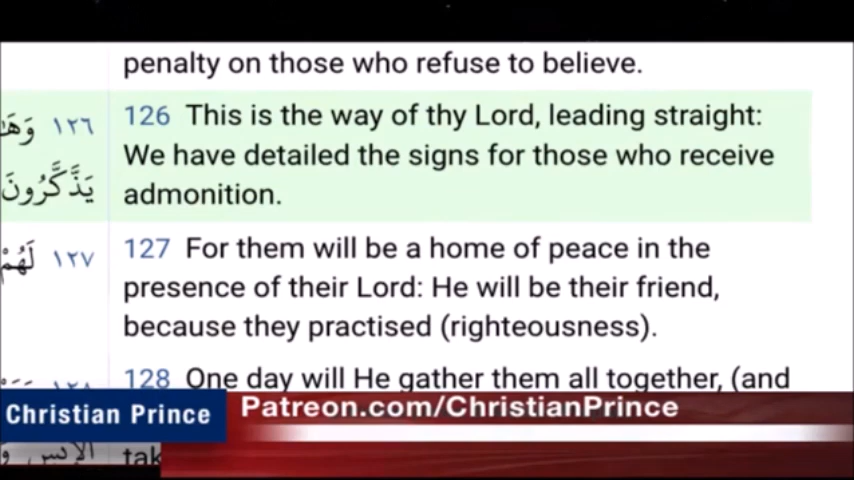 penalty on those who refuse to believe.
١٢٦ وَهَٰ
126 This is the way of thy Lord, leading straight:
We have detailed the signs for those who receive
يَذَّكَّرُونَ
admonition.
١٢٧ لَهُمْ
127 For them will be a home of peace in the
presence of their Lord: He will be their friend,
because they practised (righteousness).
128 One day will He gather them all together, (and
Christian Prince
Patreon.com/ChristianPrince
tak